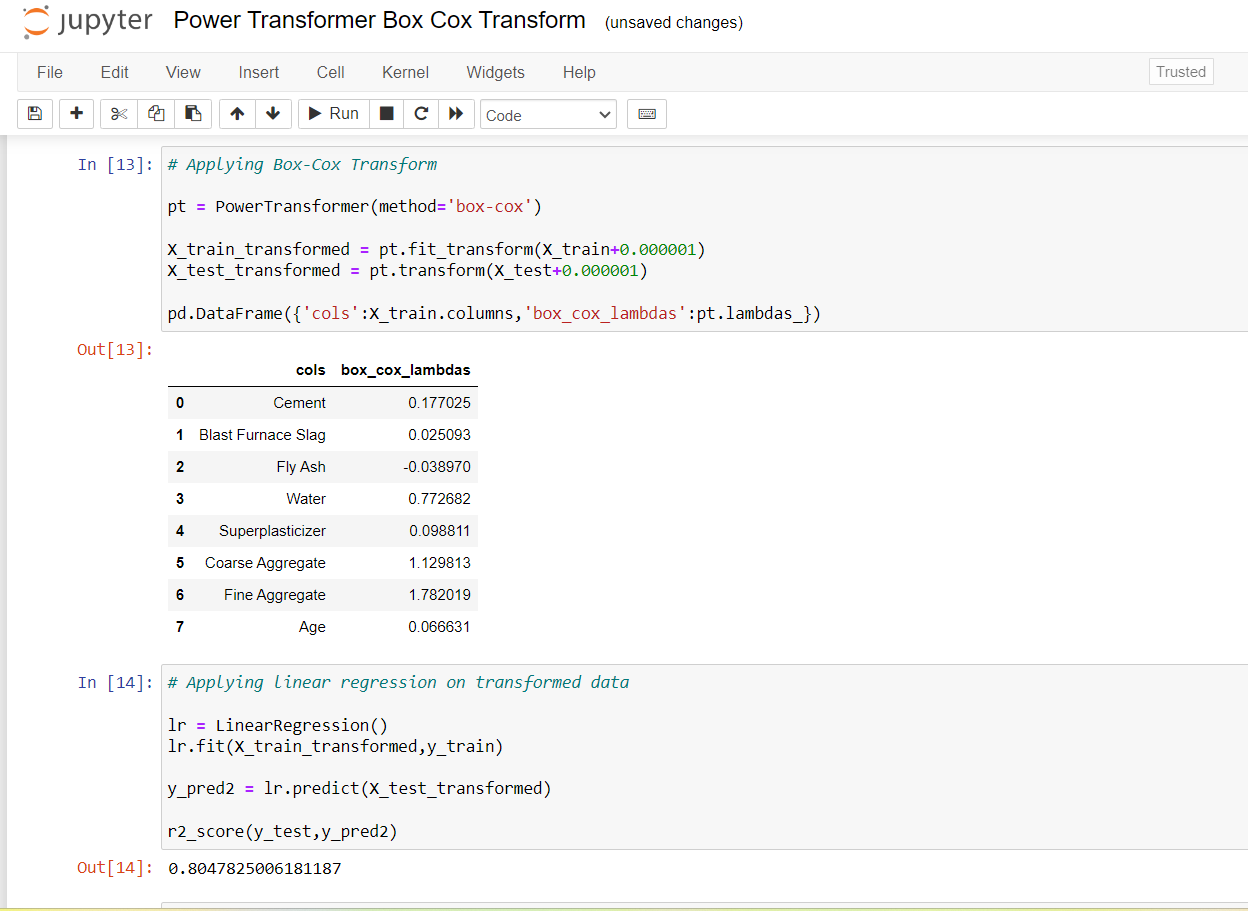 jupyter Power Transformer Box Cox Transform (unsaved changes)
File Edit View Insert Cell Kernel Widgets Help Trusted
Run Code
In [13]: # Applying Box-Cox Transform
pt = PowerTransformer(method='box-cox')
X_train_transformed = pt.fit_transform(X_train+0.000001)
X_test_transformed = pt.transform(X_test+0.000001)
pd.DataFrame({'cols':X_train.columns,'box_cox_lambdas':pt.lambdas_})
Out[13]:
cols box_cox_lambdas
0 Cement 0.177025
1 Blast Furnace Slag 0.025093
2 Fly Ash -0.038970
3 Water 0.772682
4 Superplasticizer 0.098811
5 Coarse Aggregate 1.129813
6 Fine Aggregate 1.782019
7 Age 0.066631
In [14]: # Applying linear regression on transformed data
lr = LinearRegression()
lr.fit(X_train_transformed,y_train)
y_pred2 = lr.predict(X_test_transformed)
r2_score(y_test,y_pred2)
Out[14]: 0.8047825006181187